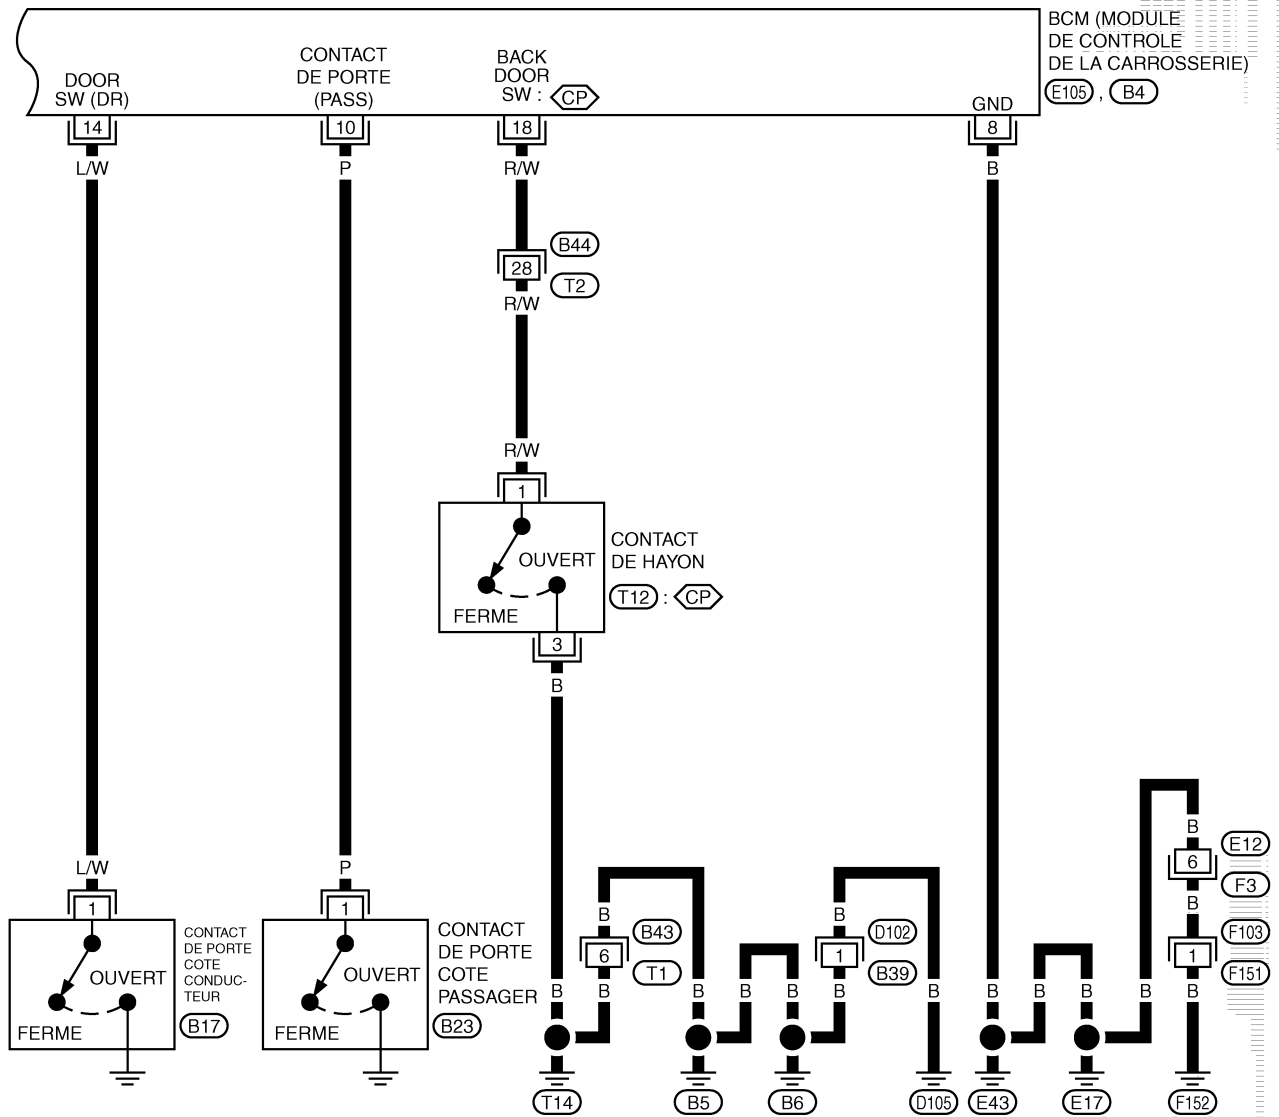 BCM (MODULE
DE CONTROLE
DE LA CARROSSERIE)
E105 , B4
DOOR
SW (DR)
CONTACT
DE PORTE
(PASS)
BACK
DOOR
SW : CP
GND
14
10
18
8
L/W
P
R/W
B
B44
28
T2
R/W
R/W
1
CONTACT
DE HAYON
T12 : CP
OUVERT
FERME
3
B
L/W
P
1
1
CONTACT
DE PORTE
COTE
CONDUC-
TEUR
B17
OUVERT
FERME
CONTACT
DE PORTE
COTE
PASSAGER
B23
OUVERT
FERME
B
B43
6
T1
B
D102
1
B39
B
E12
6
F3
B
F103
1
F151
B B B B B B B B B B B B
T14 B5 B6 D105 E43 E17 F152